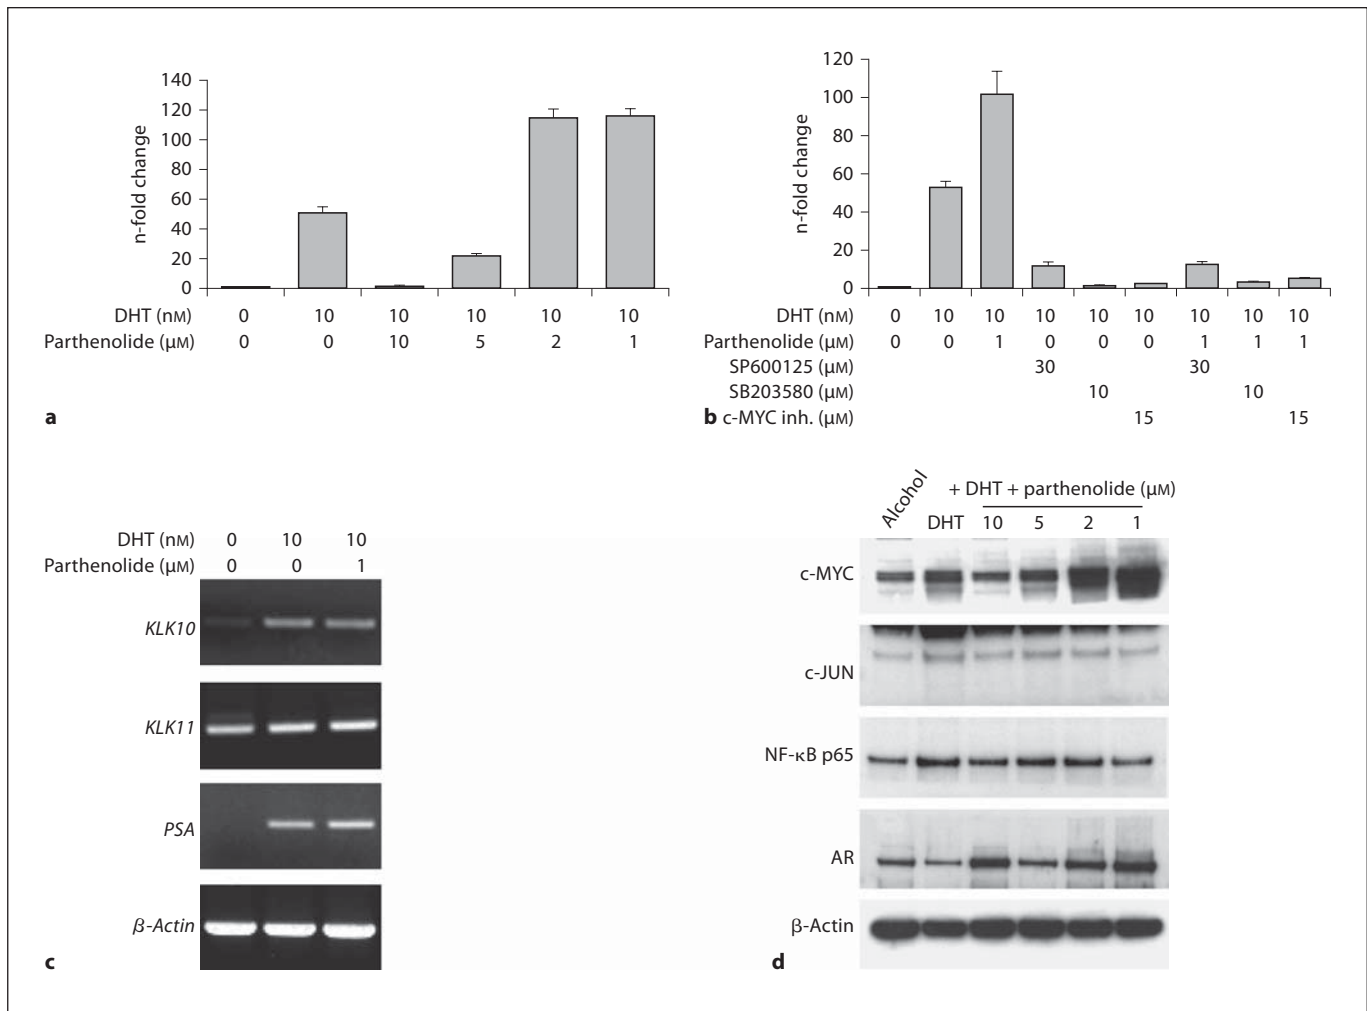 140
120
100
80
60
40
20
0
n-fold change
DHT (nM) 0 10 10 10 10 10
Parthenolide (µM) 0 0 10 5 2 1
a
120
100
80
60
40
20
0
n-fold change
DHT (nM) 0 10 10 10 10 10 10 10 10
Parthenolide (µM) 0 0 1 0 0 0 1 1 1
SP600125 (µM) 30 30
SB203580 (µM) 10 10
b c-MYC inh. (µM) 15 15
DHT (nM) 0 10 10
Parthenolide (µM) 0 0 1
KLK10
KLK11
PSA
β-Actin
c
Alcohol
+ DHT + parthenolide (µM)
DHT 10 5 2 1
c-MYC
c-JUN
NF-κB p65
AR
β-Actin
d